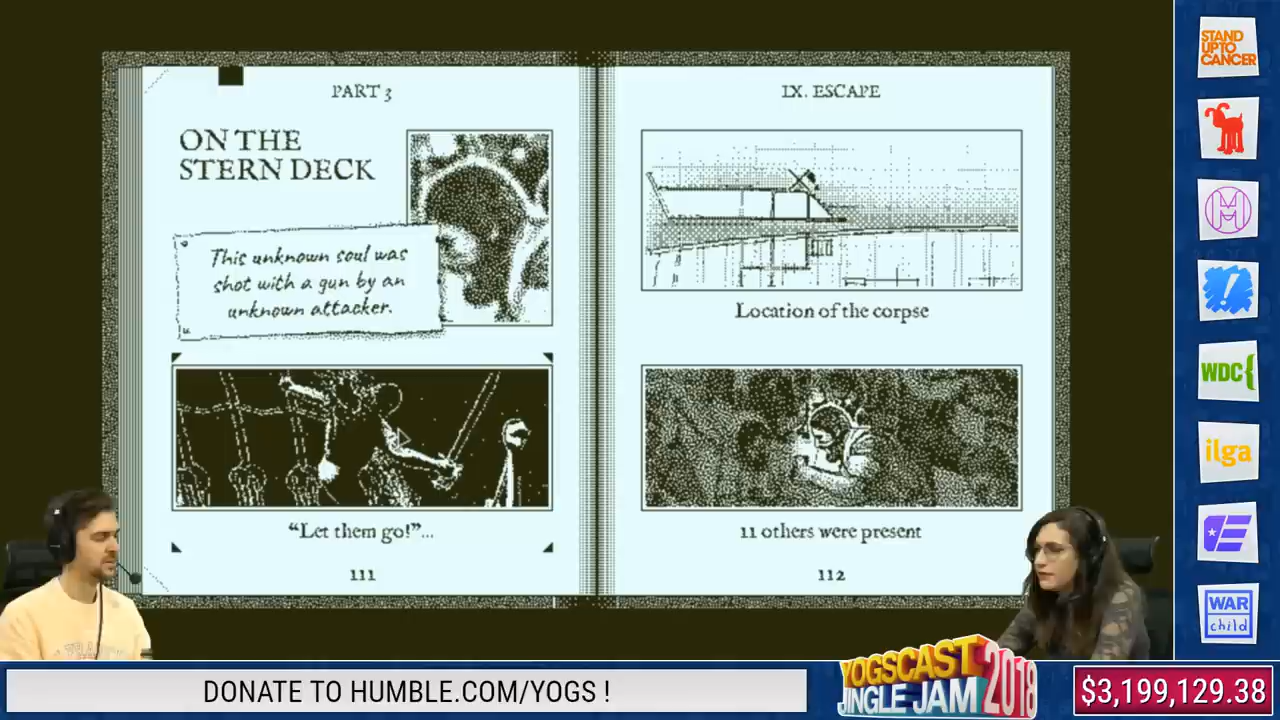 PART 3
ON THE
STERN DECK
This unknown soul was
shot with a gun by an
unknown attacker.
"Let them go!"...
111
IX. ESCAPE
Location of the corpse
11 others were present
112
STAND
UP TO
CANCER
WDC
ilga
WAR
child
DONATE TO HUMBLE.COM/YOGS !
YOGSCAST
JINGLE JAM 2018
$3,199,129.38